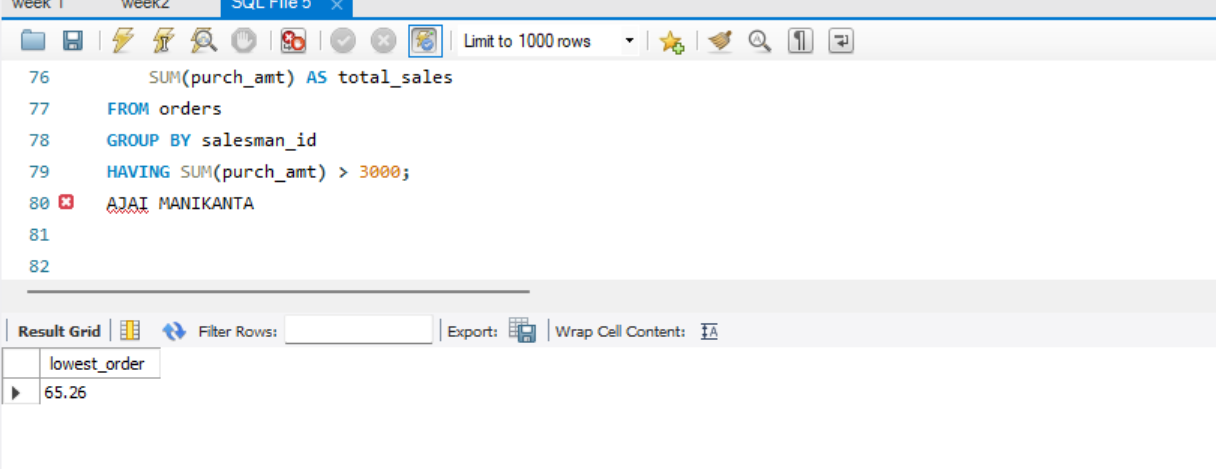 week 1 week2 SQL File 5
Limit to 1000 rows
76 SUM(purch_amt) AS total_sales
77 FROM orders
78 GROUP BY salesman_id
79 HAVING SUM(purch_amt) > 3000;
80 AJAI MANIKANTA
81
82
Result Grid Filter Rows: Export: Wrap Cell Content: IA
lowest_order
65.26